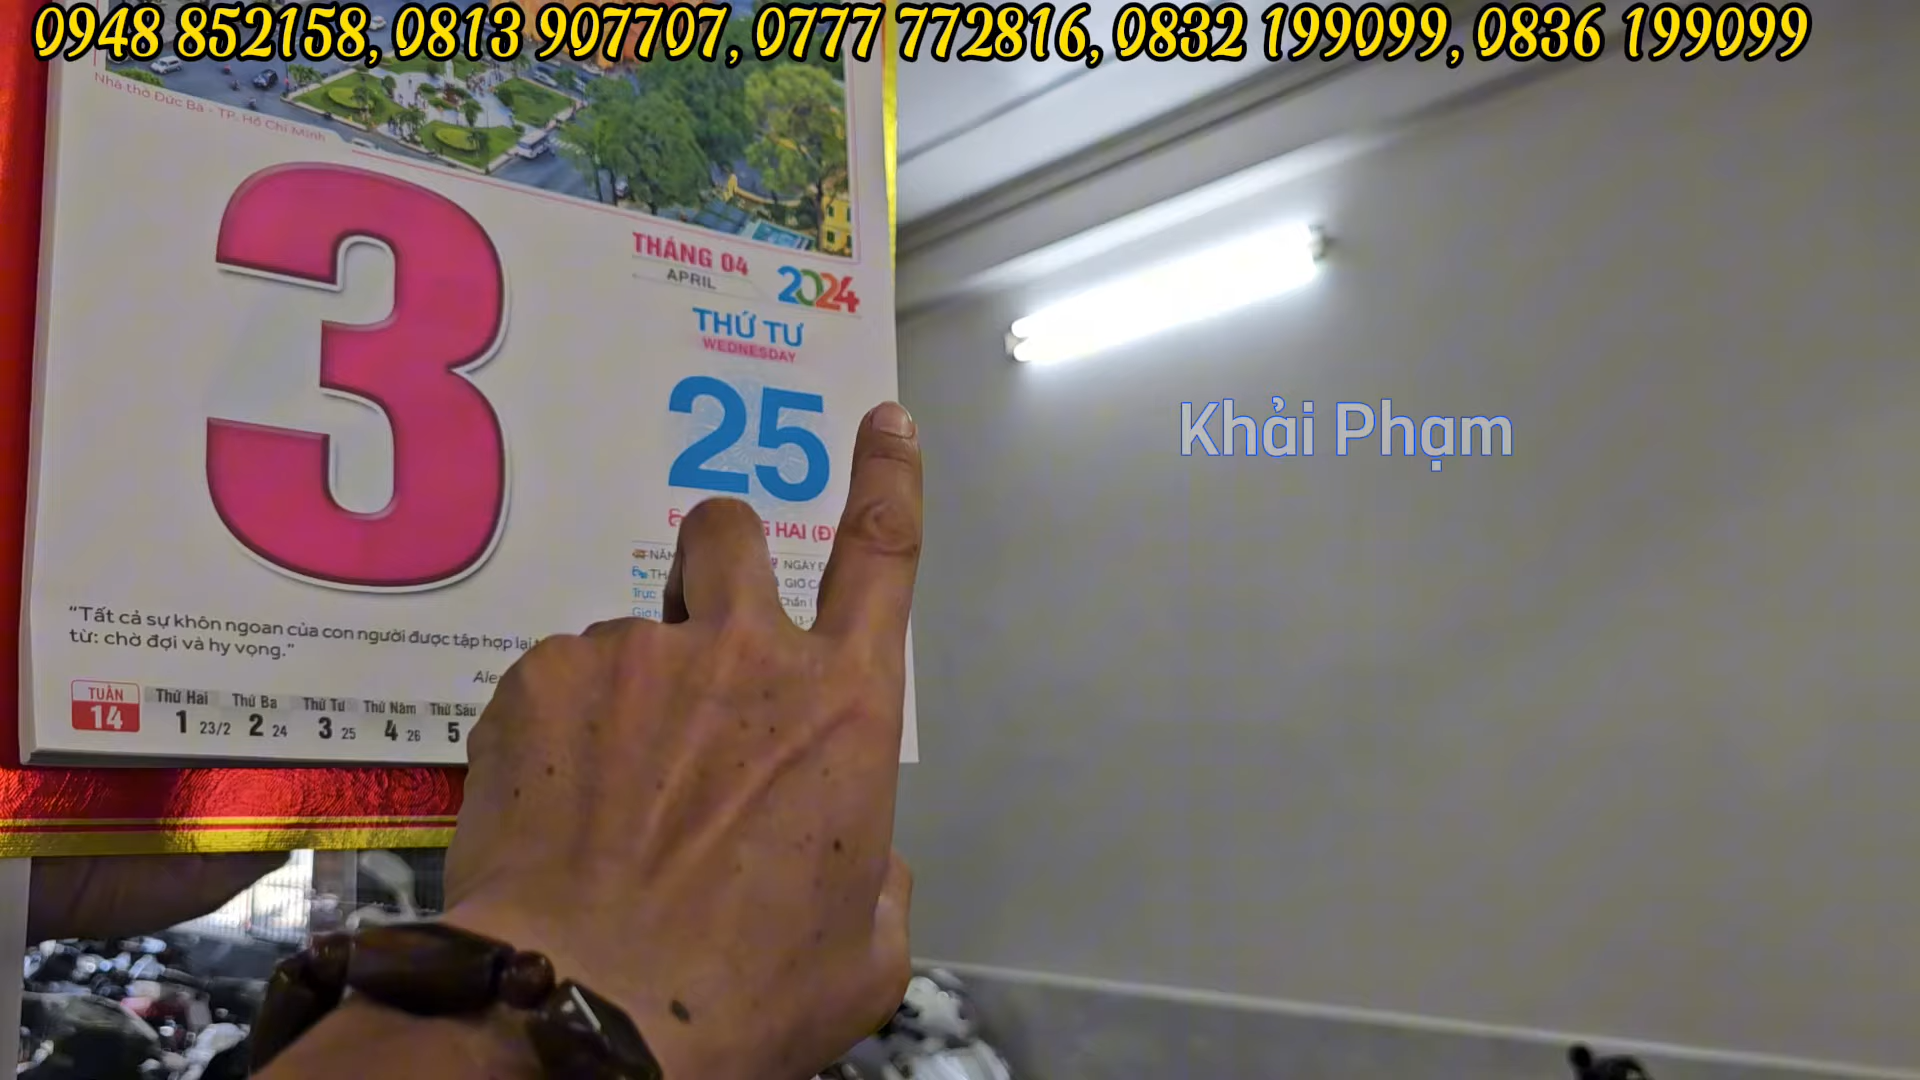 0948 852158, 0813 907707, 0777 772816, 0832 199099, 0836 199099
Nhà thờ Đức Bà - TP. Hồ Chí Minh
3
THÁNG 04
APRIL
2024
THỨ TƯ
WEDNESDAY
25
HAI (Đ)
NGÀY
GIỜ
Trực
Khải Phạm
“Tất cả sự khôn ngoan của con người được tập hợp lại
từ: chờ đợi và hy vọng.”
TUẦN
14
Thứ Hai Thứ Ba Thứ Tư Thứ Năm Thứ Sáu
1 23/2 2 24 3 25 4 26 5